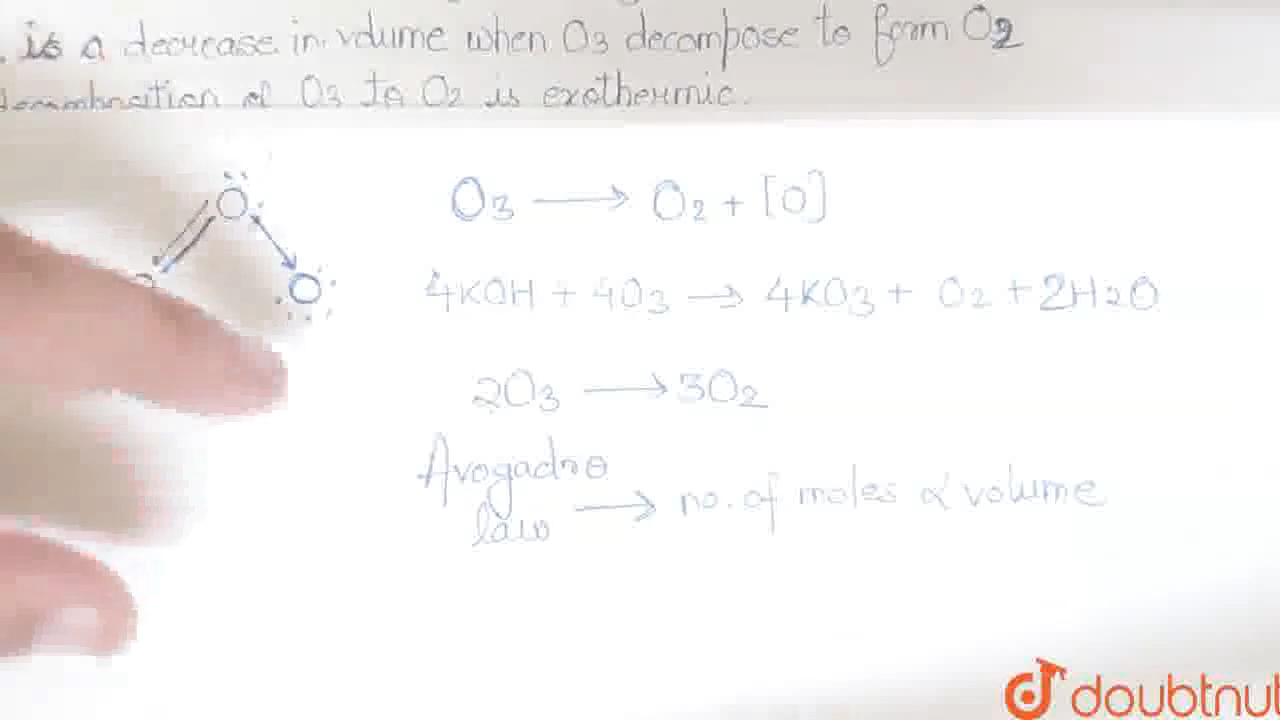 is a decrease in volume when O3 decompose to form O2
decomposition of O3 to O2 is exothermic.
O
O
O3 ⟶ O2 + [O]
4KOH + 4O3 → 4KO3 + O2 + 2H2O
2O3 ⟶ 3O2
Avogadro
law ⟶ no. of moles ∝ volume
doubtnut